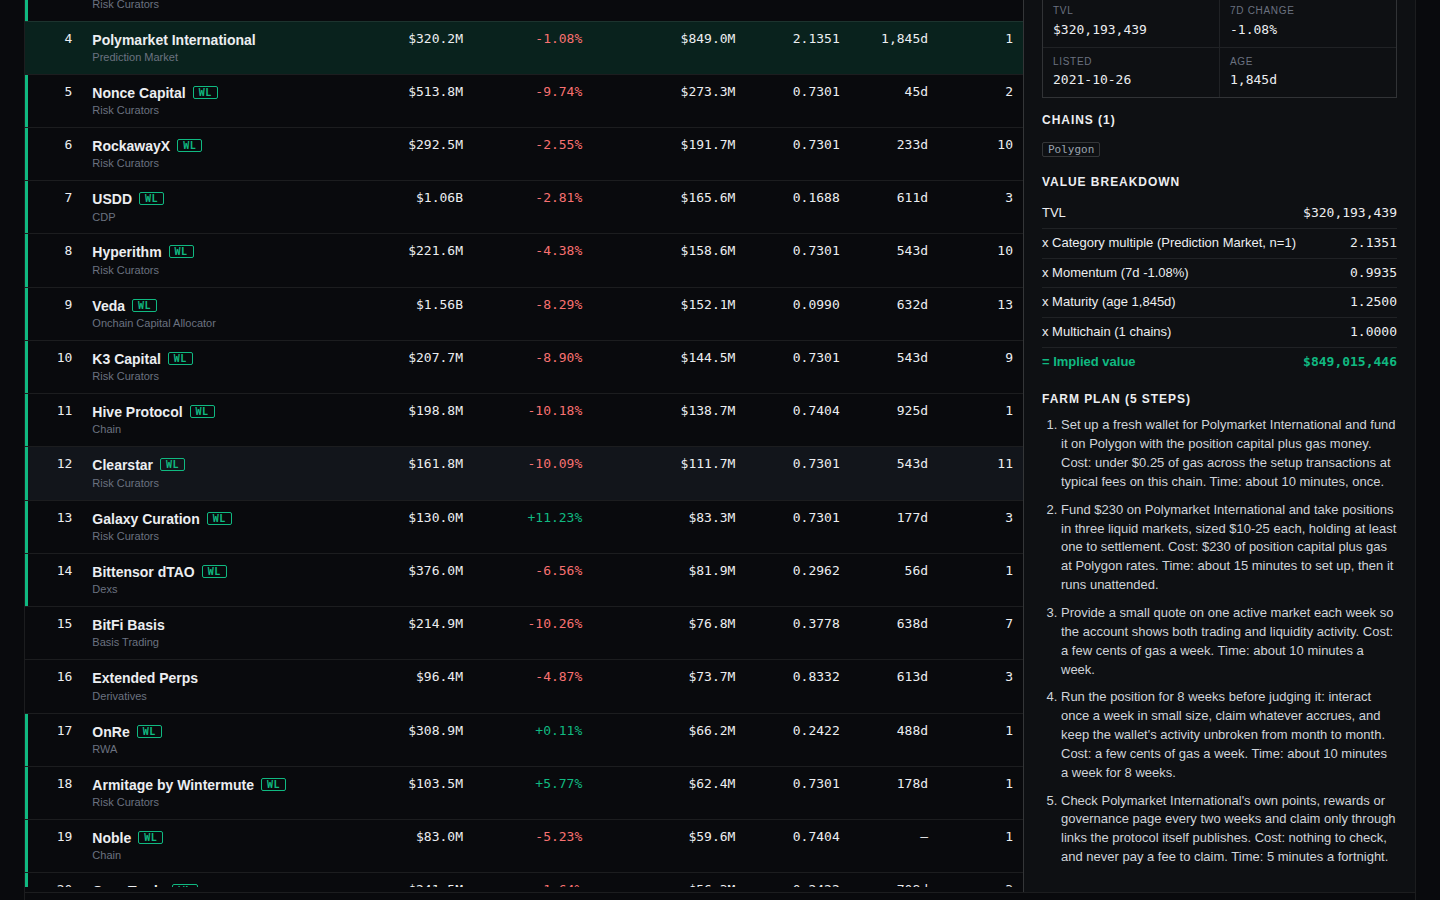 Risk Curators
4 Polymarket International $320.2M -1.08% $849.0M 2.1351 1,845d 1
Prediction Market
5 Nonce Capital WL $513.8M -9.74% $273.3M 0.7301 45d 2
Risk Curators
6 RockawayX WL $292.5M -2.55% $191.7M 0.7301 233d 10
Risk Curators
7 USDD WL $1.06B -2.81% $165.6M 0.1688 611d 3
CDP
8 Hyperithm WL $221.6M -4.38% $158.6M 0.7301 543d 10
Risk Curators
9 Veda WL $1.56B -8.29% $152.1M 0.0990 632d 13
Onchain Capital Allocator
10 K3 Capital WL $207.7M -8.90% $144.5M 0.7301 543d 9
Risk Curators
11 Hive Protocol WL $198.8M -10.18% $138.7M 0.7404 925d 1
Chain
12 Clearstar WL $161.8M -10.09% $111.7M 0.7301 543d 11
Risk Curators
13 Galaxy Curation WL $130.0M +11.23% $83.3M 0.7301 177d 3
Risk Curators
14 Bittensor dTAO WL $376.0M -6.56% $81.9M 0.2962 56d 1
Dexs
15 BitFi Basis $214.9M -10.26% $76.8M 0.3778 638d 7
Basis Trading
16 Extended Perps $96.4M -4.87% $73.7M 0.8332 613d 3
Derivatives
17 OnRe WL $308.9M +0.11% $66.2M 0.2422 488d 1
RWA
18 Armitage by Wintermute WL $103.5M +5.77% $62.4M 0.7301 178d 1
Risk Curators
19 Noble WL $83.0M -5.23% $59.6M 0.7404 — 1
Chain
TVL 7D CHANGE
$320,193,439 -1.08%
LISTED AGE
2021-10-26 1,845d
CHAINS (1)
Polygon
VALUE BREAKDOWN
TVL $320,193,439
x Category multiple (Prediction Market, n=1) 2.1351
x Momentum (7d -1.08%) 0.9935
x Maturity (age 1,845d) 1.2500
x Multichain (1 chains) 1.0000
= Implied value $849,015,446
FARM PLAN (5 STEPS)
1. Set up a fresh wallet for Polymarket International and fund
it on Polygon with the position capital plus gas money.
Cost: under $0.25 of gas across the setup transactions at
typical fees on this chain. Time: about 10 minutes, once.
2. Fund $230 on Polymarket International and take positions
in three liquid markets, sized $10-25 each, holding at least
one to settlement. Cost: $230 of position capital plus gas
at Polygon rates. Time: about 15 minutes to set up, then it
runs unattended.
3. Provide a small quote on one active market each week so
the account shows both trading and liquidity activity. Cost:
a few cents of gas a week. Time: about 10 minutes a
week.
4. Run the position for 8 weeks before judging it: interact
once a week in small size, claim whatever accrues, and
keep the wallet's activity unbroken from month to month.
Cost: a few cents of gas a week. Time: about 10 minutes
a week for 8 weeks.
5. Check Polymarket International's own points, rewards or
governance page every two weeks and claim only through
links the protocol itself publishes. Cost: nothing to check,
and never pay a fee to claim. Time: 5 minutes a fortnight.